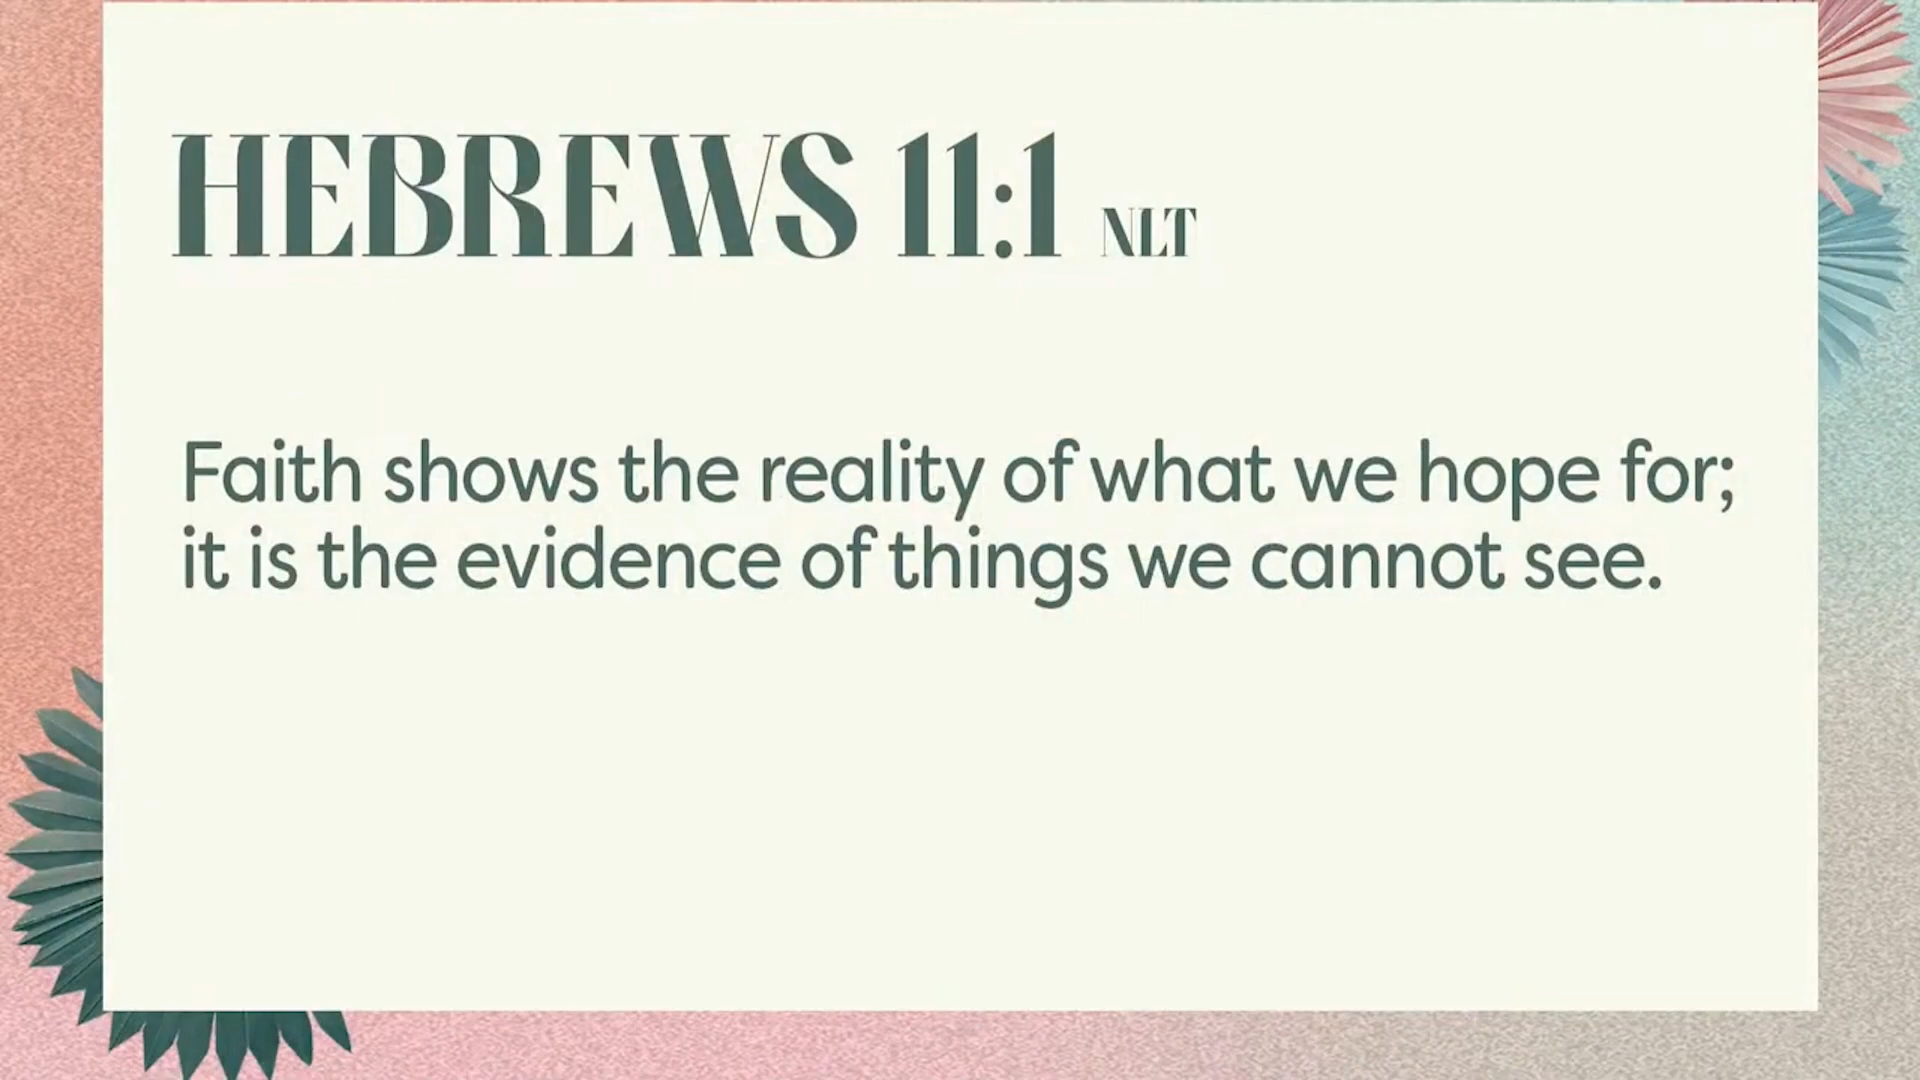 HEBREWS 11:1 NLT
Faith shows the reality of what we hope for;
it is the evidence of things we cannot see.